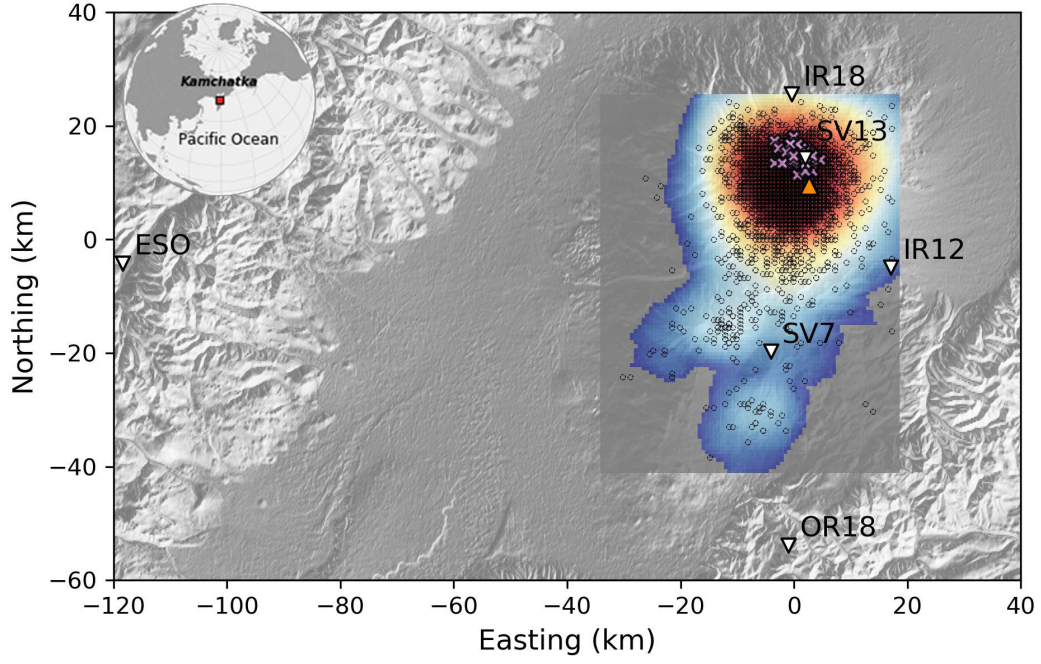 40
20
0
−20
−40
−60
Northing (km)
Kamchatka
Pacific Ocean
IR18
SV13
ESO
IR12
SV7
OR18
−120
−100
−80
−60
−40
−20
0
20
40
Easting (km)